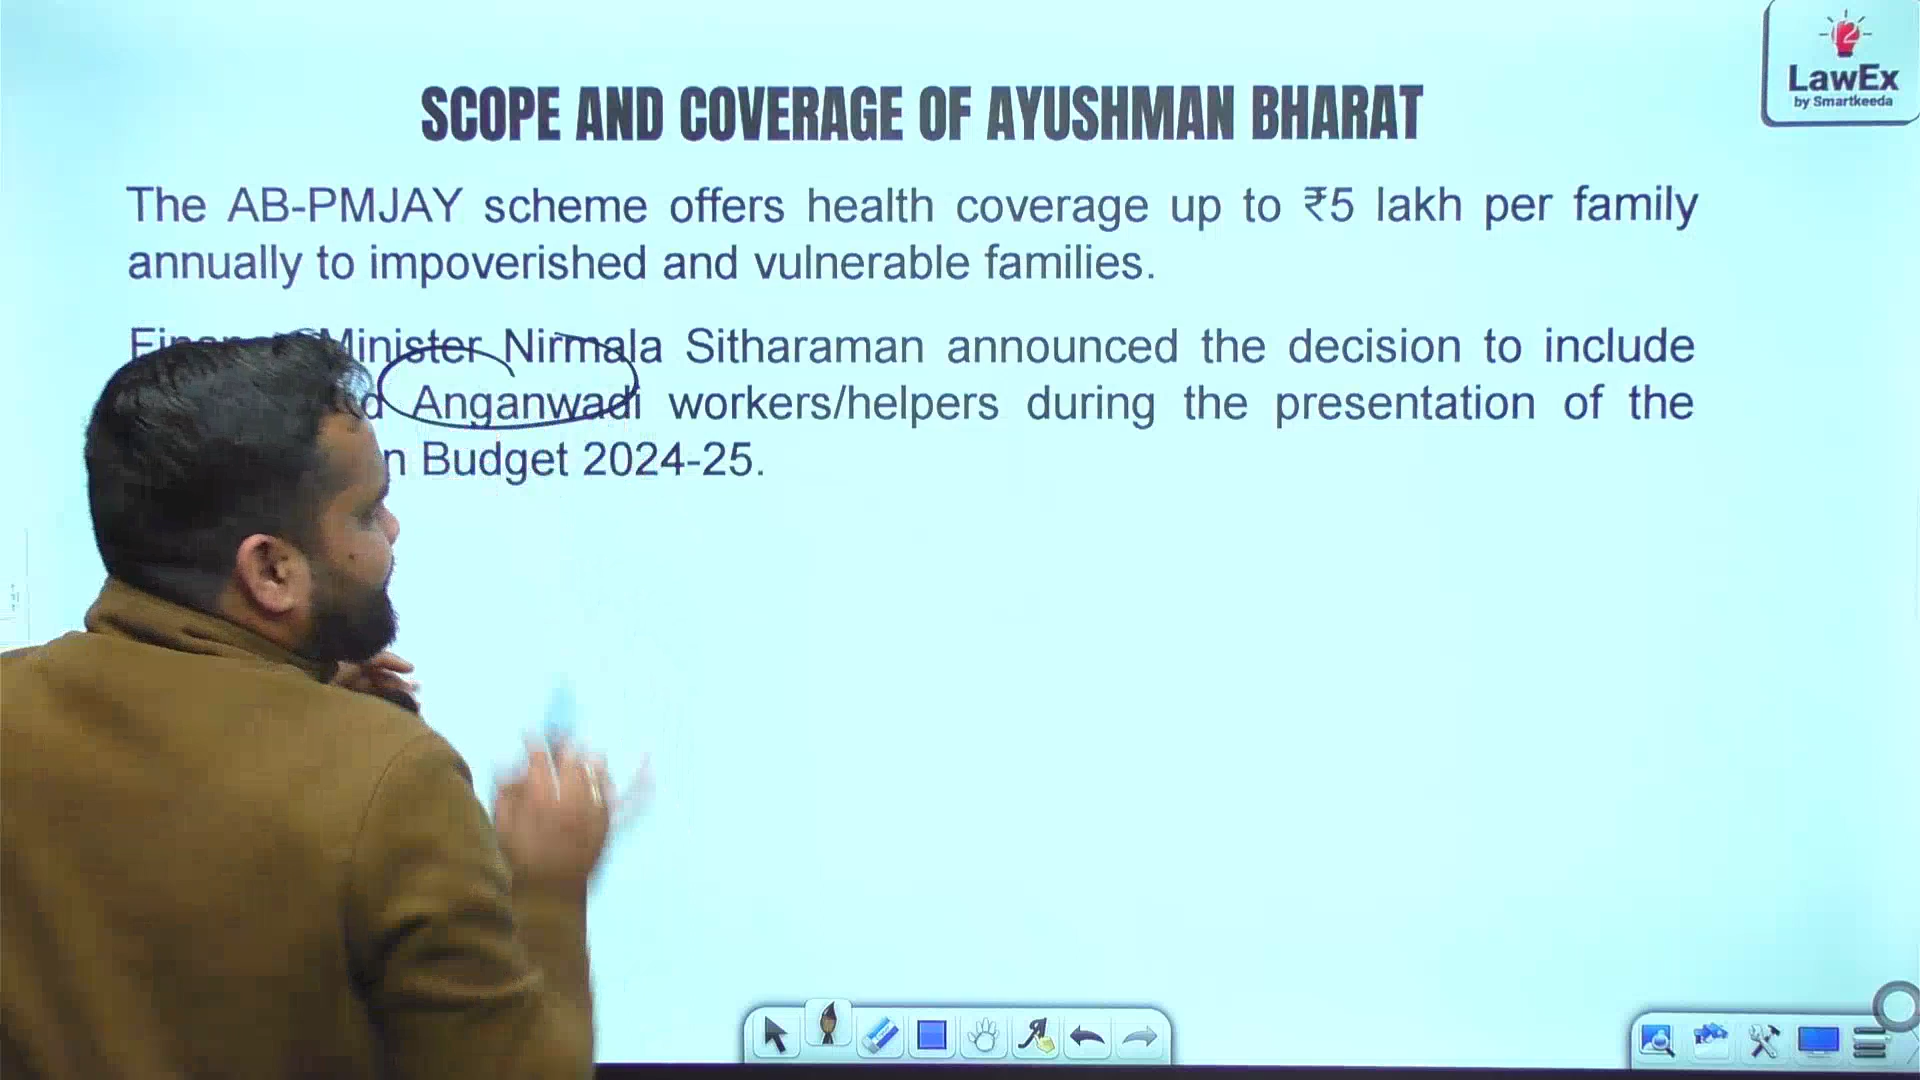 SCOPE AND COVERAGE OF AYUSHMAN BHARAT
The AB-PMJAY scheme offers health coverage up to ₹5 lakh per family
annually to impoverished and vulnerable families.
Minister Nirmala Sitharaman announced the decision to include
Anganwadi workers/helpers during the presentation of the
Budget 2024-25.
LawEx
by Smartkeeda